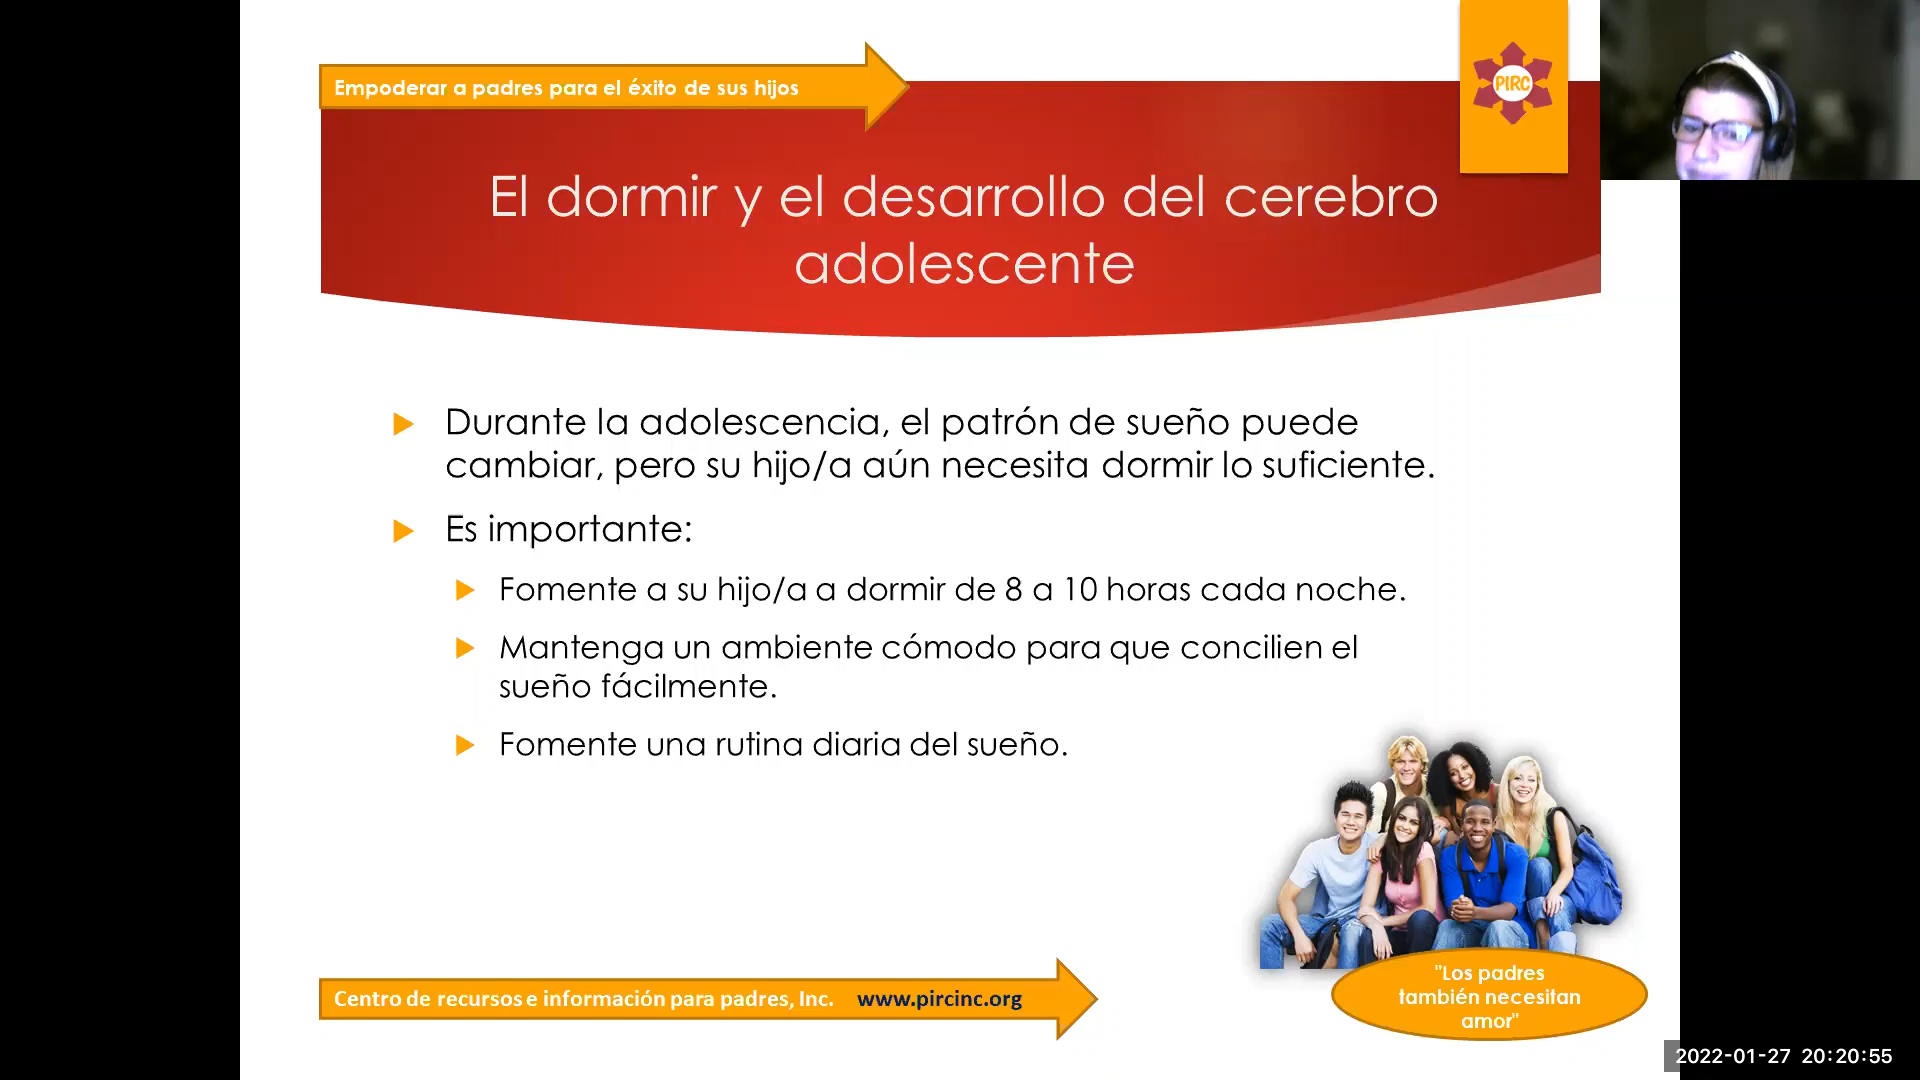 Empoderar a padres para el éxito de sus hijos
PIRC
El dormir y el desarrollo del cerebro
adolescente
Durante la adolescencia, el patrón de sueño puede
cambiar, pero su hijo/a aún necesita dormir lo suficiente.
Es importante:
Fomente a su hijo/a a dormir de 8 a 10 horas cada noche.
Mantenga un ambiente cómodo para que concilien el
sueño fácilmente.
Fomente una rutina diaria del sueño.
Centro de recursos e información para padres, Inc. www.pircinc.org
"Los padres
también necesitan
amor"
2022-01-27 20:20:55